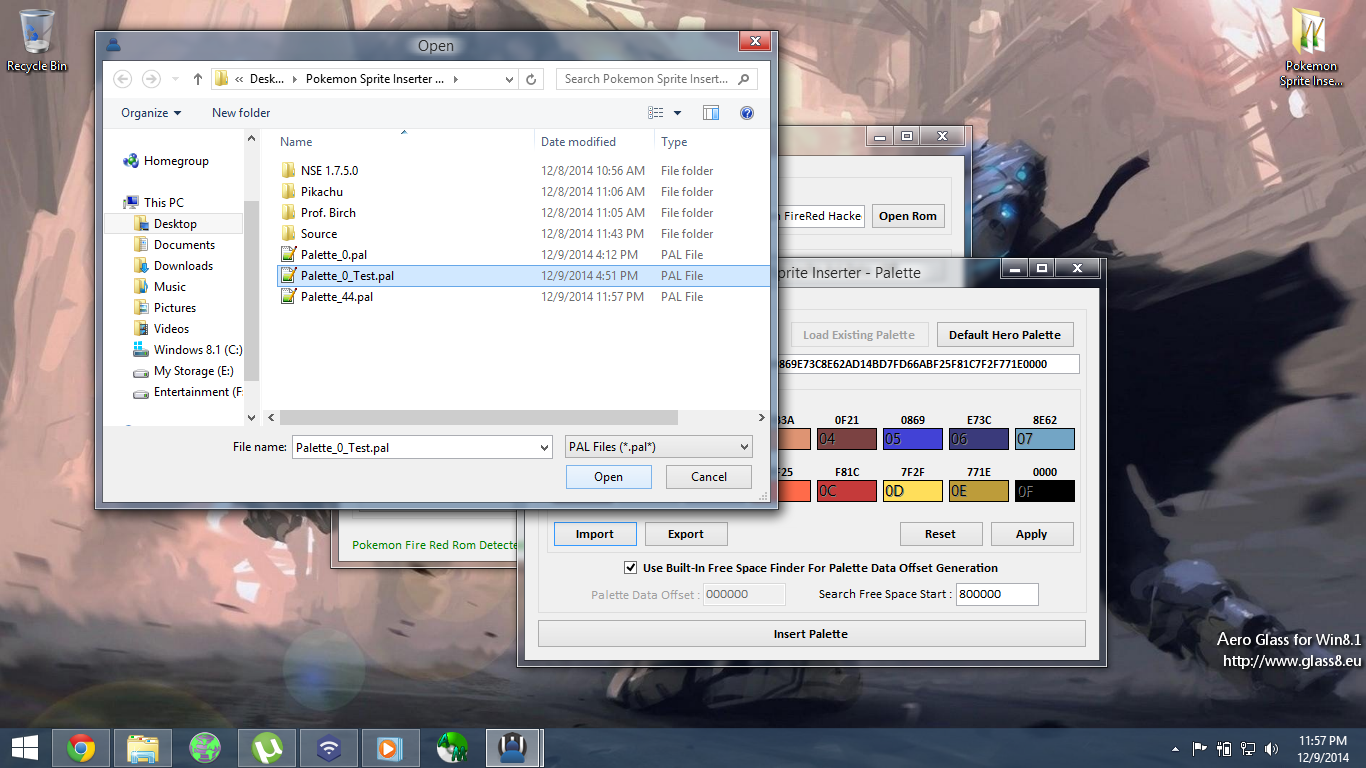 Recycle Bin
Pokemon
Sprite Inse...
Open
« Desk... Pokemon Sprite Inserter ...
Search Pokemon Sprite Insert...
Organize New folder
Name Date modified Type
Homegroup
This PC
Desktop
Documents
Downloads
Music
Pictures
Videos
Windows 8.1 (C:)
My Storage (E:)
Entertainment (F:
NSE 1.7.5.0 12/8/2014 10:56 AM File folder
Pikachu 12/8/2014 11:06 AM File folder
Prof. Birch 12/8/2014 11:05 AM File folder
Source 12/8/2014 11:43 PM File folder
Palette_0.pal 12/9/2014 4:12 PM PAL File
Palette_0_Test.pal 12/9/2014 4:51 PM PAL File
Palette_44.pal 12/9/2014 11:57 PM PAL File
File name: Palette_0_Test.pal PAL Files (*.pal*)
Open Cancel
FireRed Hacke Open Rom
Pokemon Fire Red Rom Detecte
prite Inserter - Palette
Load Existing Palette Default Hero Palette
869E73C8E62AD14BD7FD66ABF25F81C7F2F771E0000
33A 0F21 0869 E73C 8E62
04 05 06 07
F25 F81C 7F2F 771E 0000
0C 0D 0E 0F
Import Export Reset Apply
Use Built-In Free Space Finder For Palette Data Offset Generation
Palette Data Offset : 000000 Search Free Space Start : 800000
Insert Palette
Aero Glass for Win8.1
http://www.glass8.eu
11:57 PM
12/9/2014